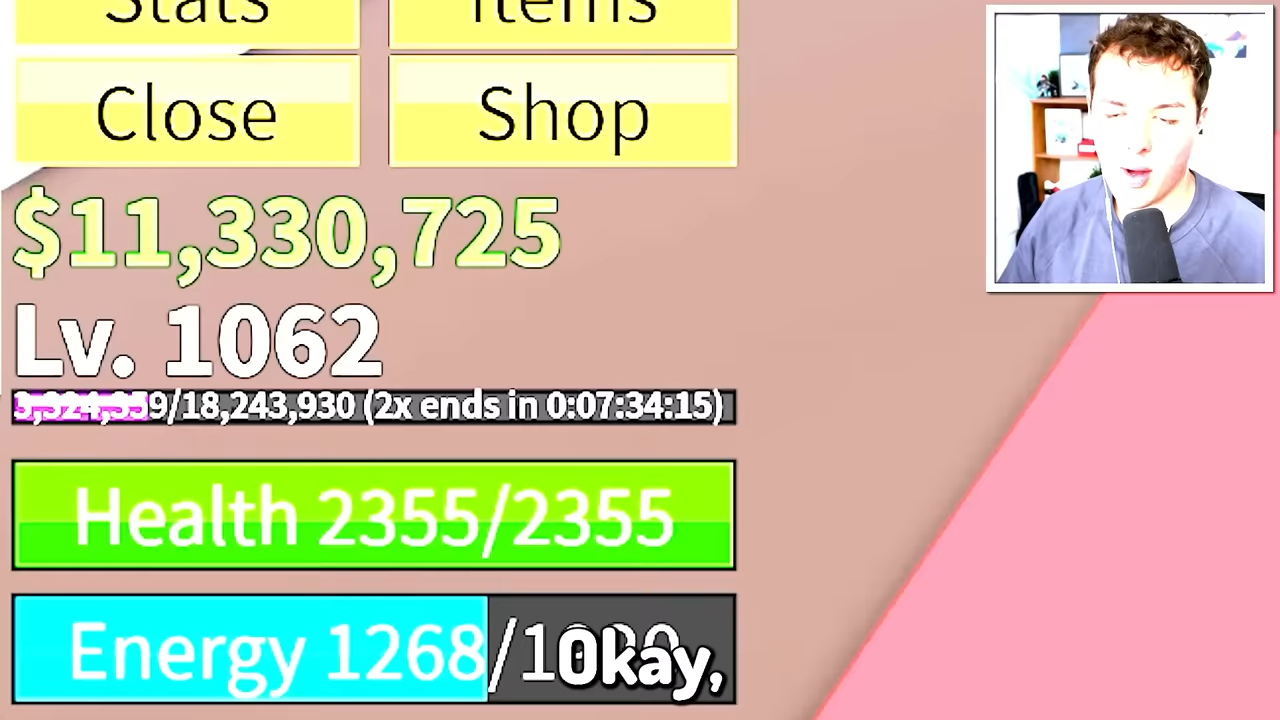 Stats Items
Close Shop
$11,330,725
Lv. 1062
/18,243,930 (2x ends in 0:07:34:15)
Health 2355/2355
Energy 1268/
Okay,